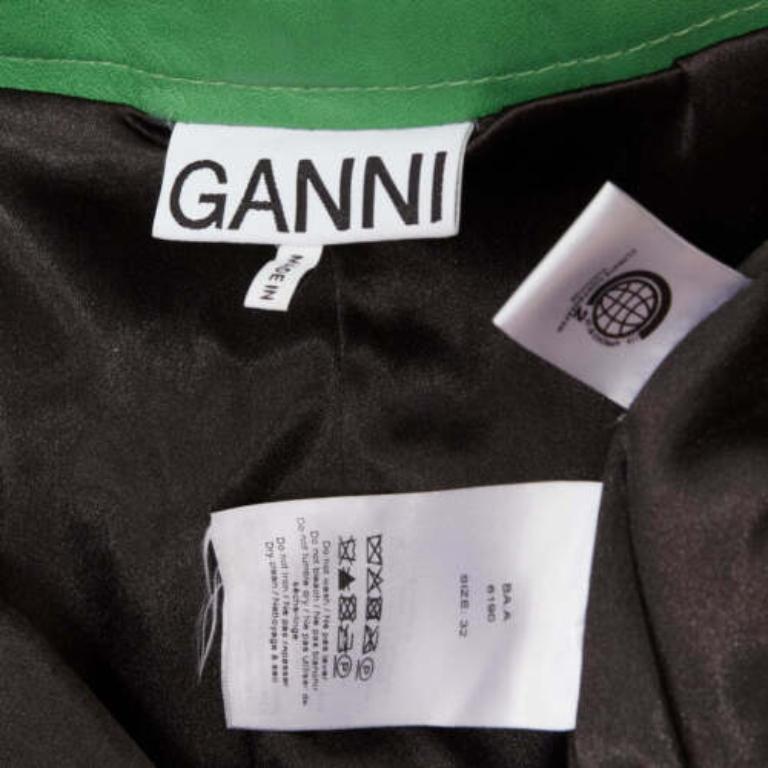 GANNI
MADE IN
BA.A
6190
SIZE: 32
Do not wash / Ne pas laver
Do not bleach / Ne pas blanchir
Do not tumble dry / Ne pas utiliser de
sèche-linge
Do not iron / Ne pas repasser
Dry clean / Nettoyage à sec